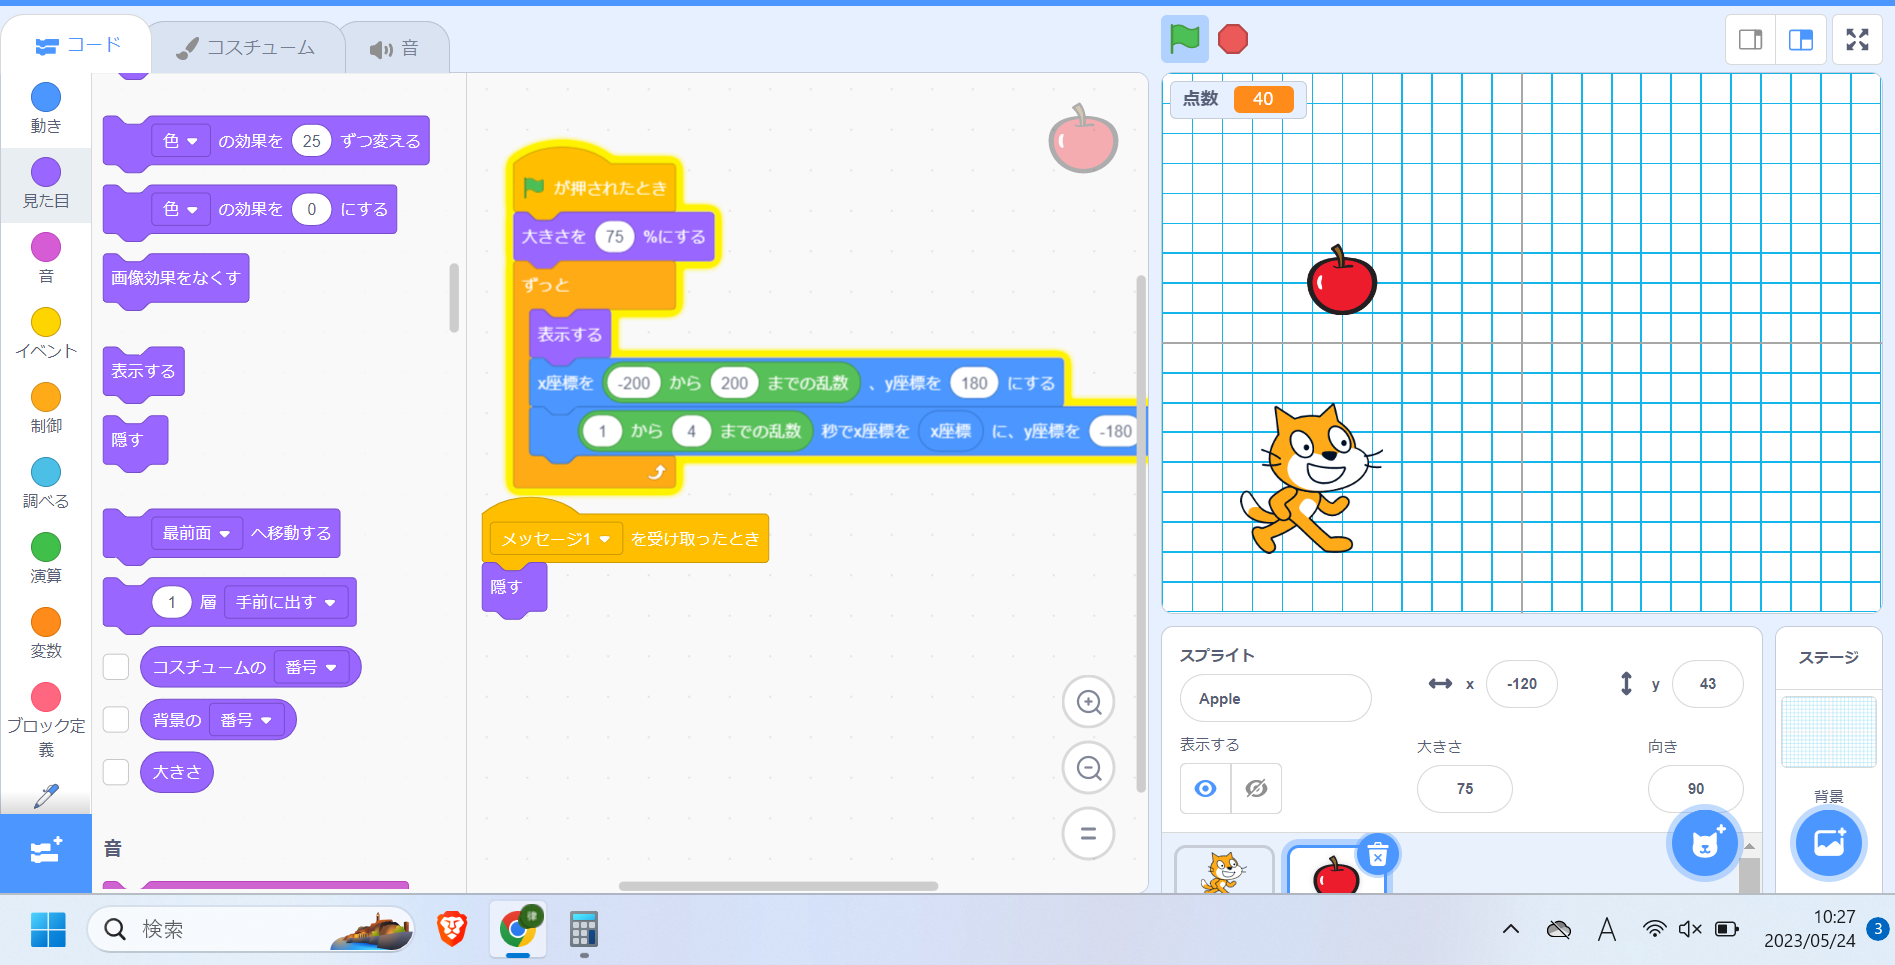 コード
コスチューム
音
動き
見た目
音
イベント
制御
調べる
演算
変数
ブロック定
義
色 の効果を 25 ずつ変える
色 の効果を 0 にする
画像効果をなくす
表示する
隠す
最前面 へ移動する
1 層 手前に出す
コスチュームの 番号
背景の 番号
大きさ
音
が押されたとき
大きさを 75 %にする
ずっと
表示する
x座標を -200 から 200 までの乱数 、y座標を 180 にする
1 から 4 までの乱数 秒でx座標を x座標 に、y座標を -180
メッセージ1 を受け取ったとき
隠す
点数 40
スプライト
Apple
x -120
y 43
表示する
大きさ
75
向き
90
ステージ
背景
検索
律
A
10:27
2023/05/24
3